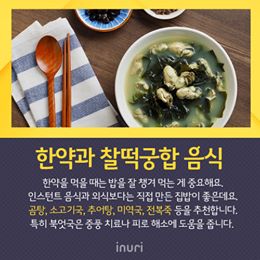 한약과 찰떡궁합 음식
한약을 먹을 때는 밥을 잘 챙겨 먹는 게 중요해요.
인스턴트 음식과 외식보다는 직접 만든 집밥이 좋은데요.
곰탕, 소고기국, 추어탕, 미역국, 전복죽 등을 추천합니다.
특히 북엇국은 중풍 치료나 피로 해소에 도움을 줍니다.
inuri